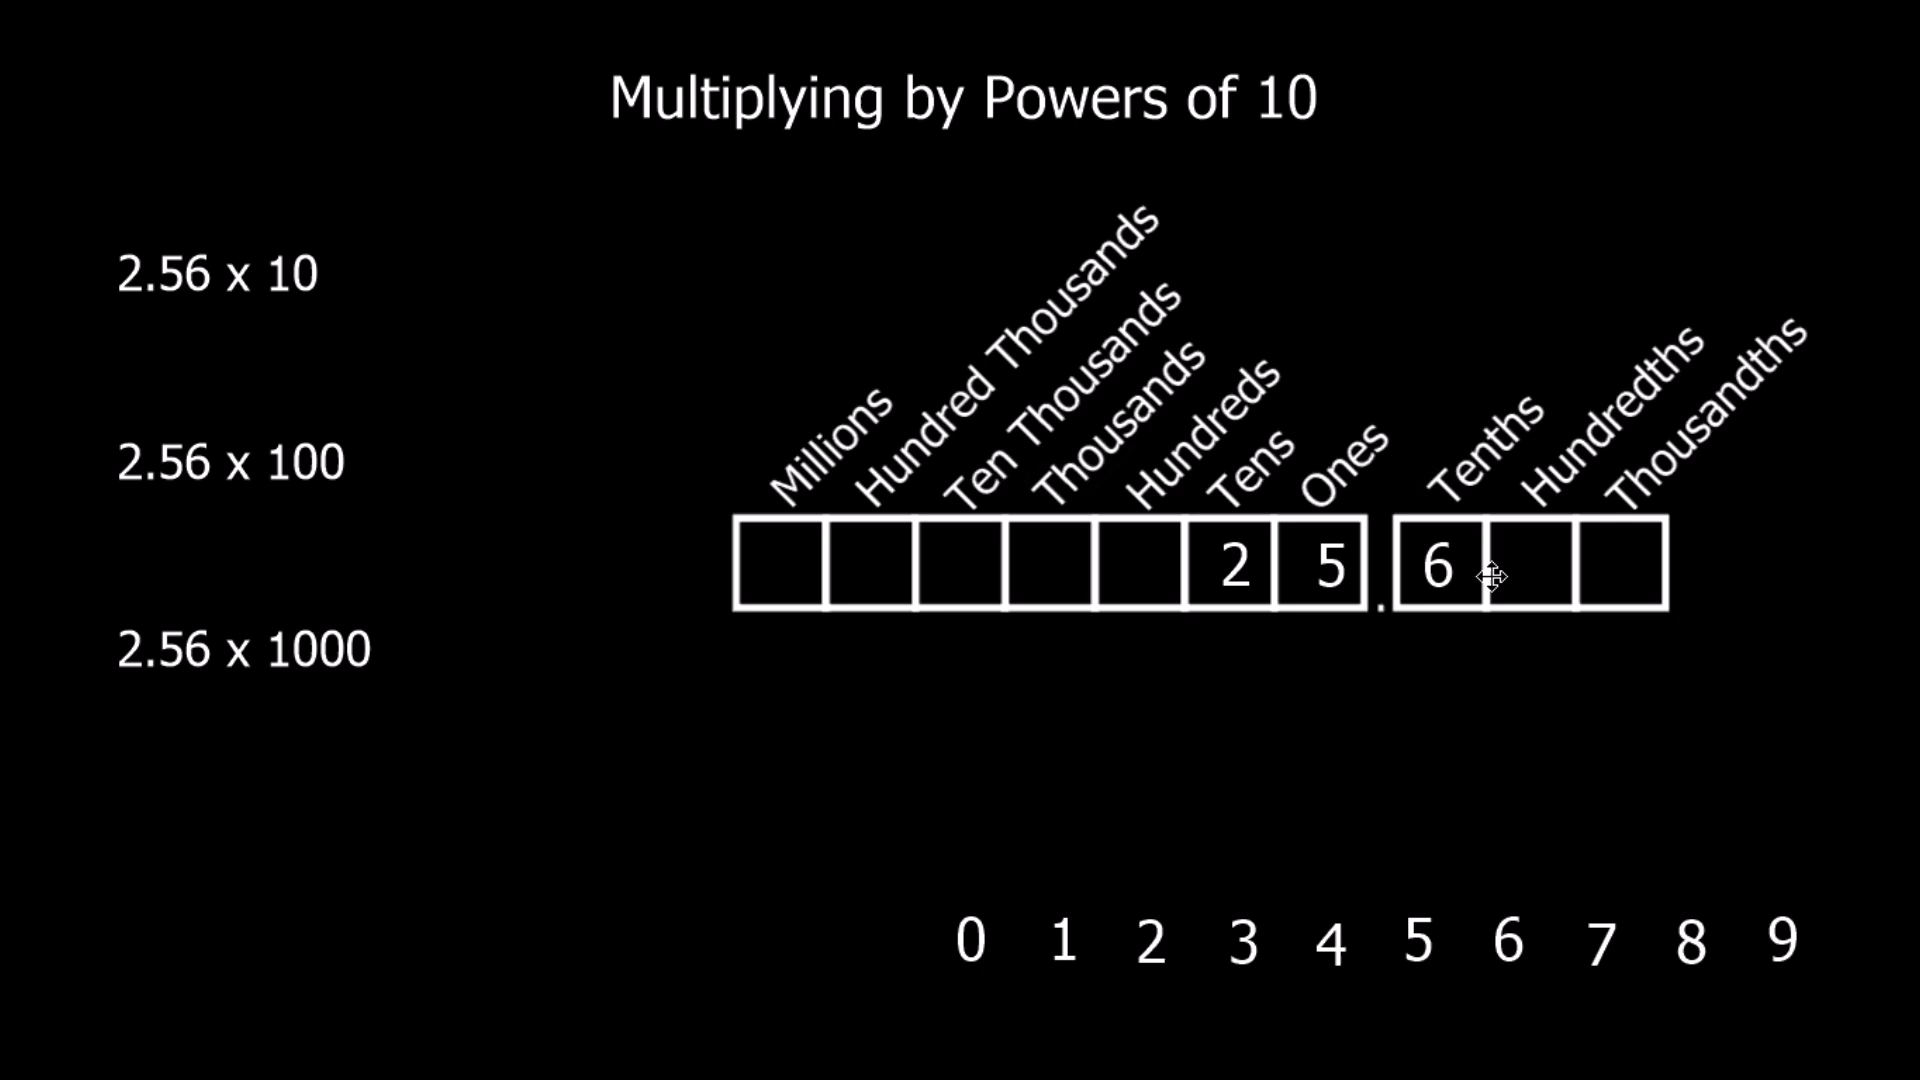 Multiplying by Powers of 10
2.56 x 10
2.56 x 100
2.56 x 1000
Millions
Hundred Thousands
Ten Thousands
Thousands
Hundreds
Tens
Ones
Tenths
Hundredths
Thousandths
2 5 . 6
0 1 2 3 4 5 6 7 8 9